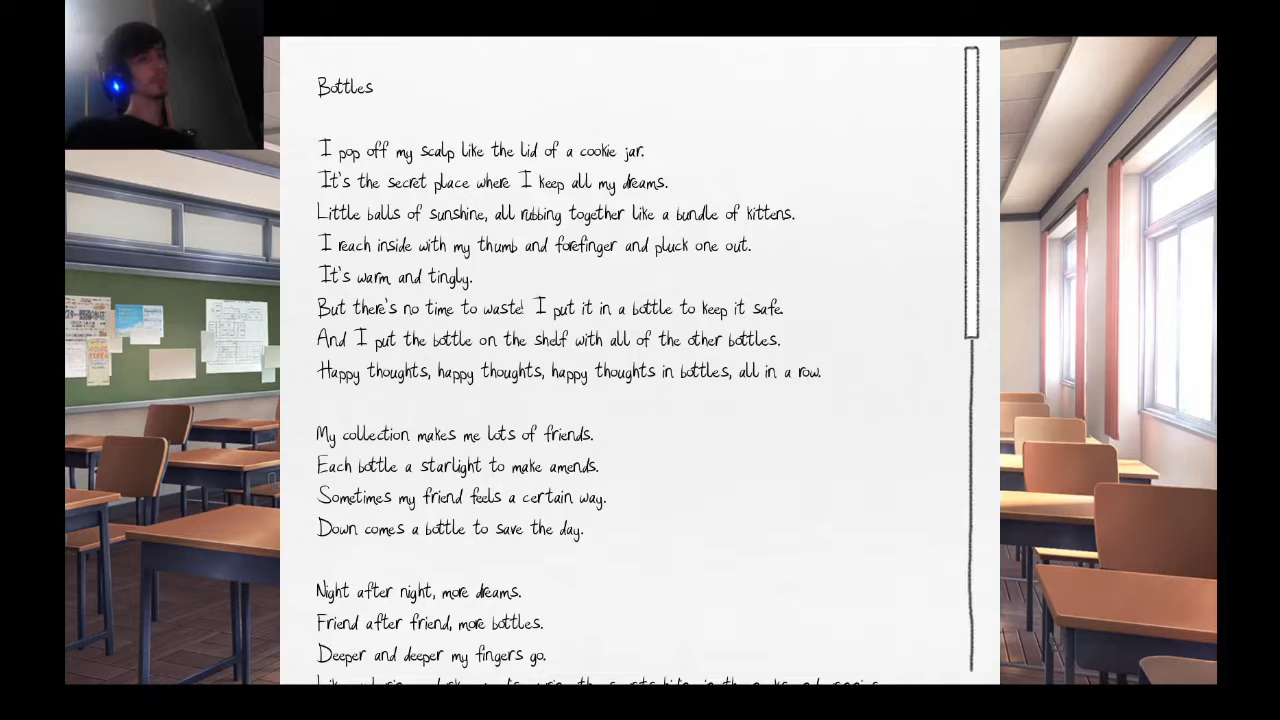 Bottles
I pop off my scalp like the lid of a cookie jar.
It's the secret place where I keep all my dreams.
Little balls of sunshine, all rubbing together like a bundle of kittens.
I reach inside with my thumb and forefinger and pluck one out.
It's warm and tingly.
But there's no time to waste! I put it in a bottle to keep it safe.
And I put the bottle on the shelf with all of the other bottles.
Happy thoughts, happy thoughts, happy thoughts in bottles, all in a row.
My collection makes me lots of friends.
Each bottle a starlight to make amends.
Sometimes my friend feels a certain way.
Down comes a bottle to save the day.
Night after night, more dreams.
Friend after friend, more bottles.
Deeper and deeper my fingers go.